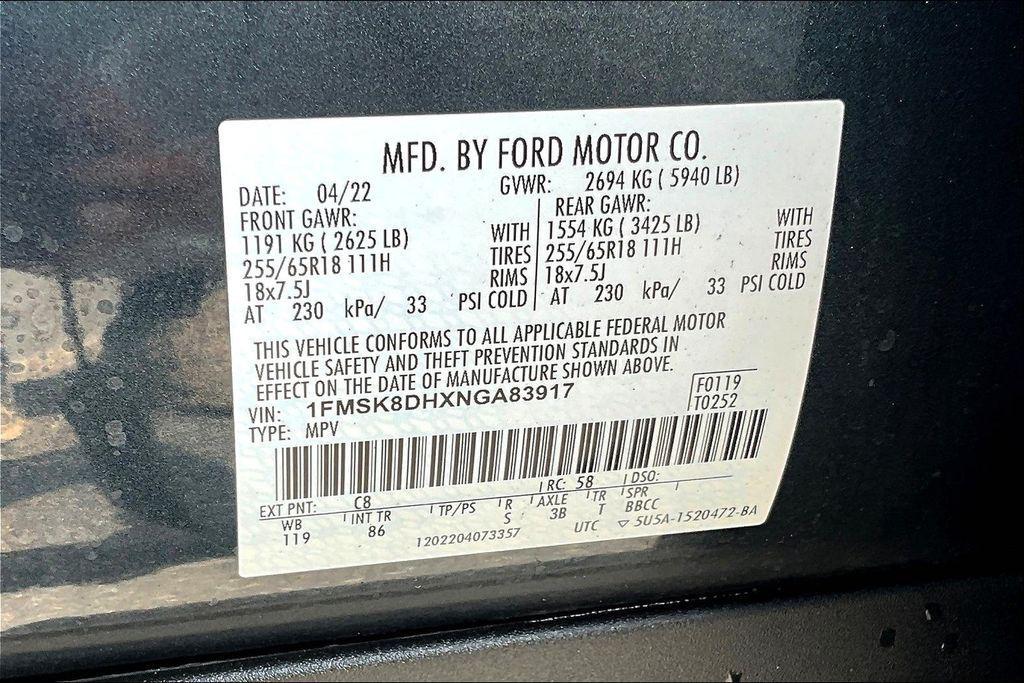 MFD. BY FORD MOTOR CO.
DATE: 04/22 GVWR: 2694 KG ( 5940 LB)
FRONT GAWR: REAR GAWR:
1191 KG ( 2625 LB) WITH 1554 KG ( 3425 LB) WITH
255/65R18 111H TIRES 255/65R18 111H TIRES
18x7.5J RIMS 18x7.5J RIMS
AT 230 kPa/ 33 PSI COLD AT 230 kPa/ 33 PSI COLD
THIS VEHICLE CONFORMS TO ALL APPLICABLE FEDERAL MOTOR
VEHICLE SAFETY AND THEFT PREVENTION STANDARDS IN
EFFECT ON THE DATE OF MANUFACTURE SHOWN ABOVE.
VIN: 1FMSK8DHXNGA83917 F0119
TYPE: MPV T0252
EXT PNT: C8 RC: 58 DSO:
WB INT TR TP/PS R AXLE TR SPR
119 86 S 3B T BBCC
1202204073357 UTC ▽ 5U5A-1520472-BA